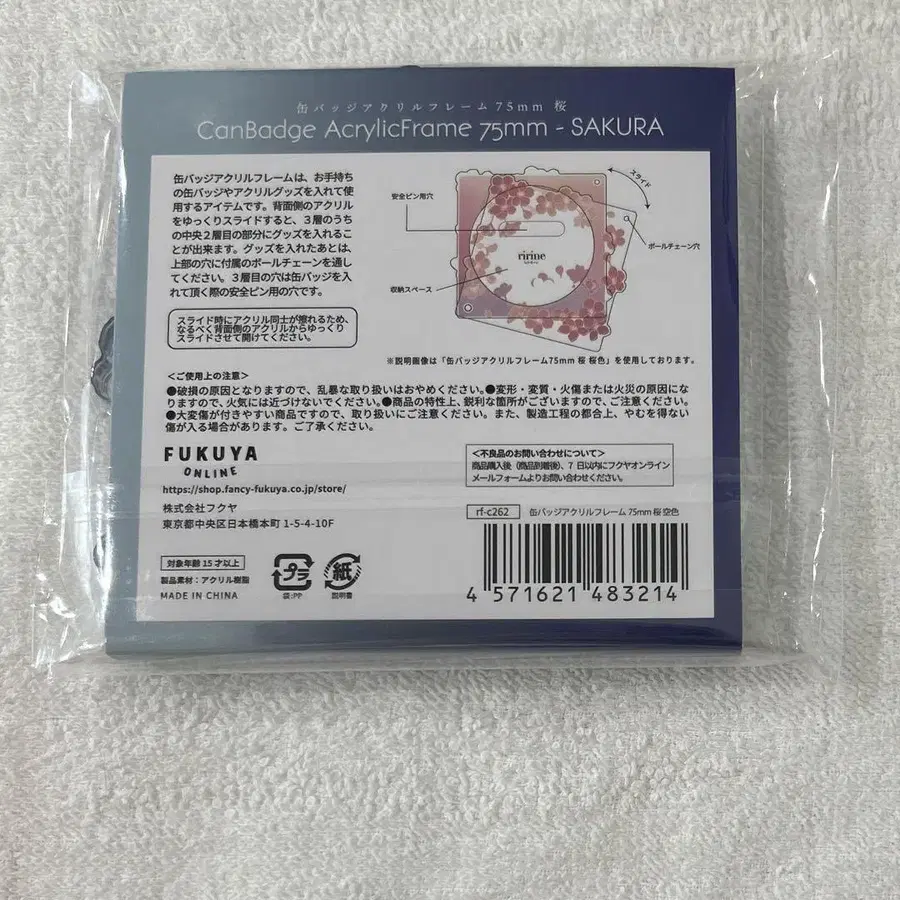 缶バッジアクリルフレーム 75mm 桜
CanBadge AcrylicFrame 75mm - SAKURA
缶バッジアクリルフレームは、お手持ち
の缶バッジやアクリルグッズを入れて使
用するアイテムです。背面側のアクリル
をゆっくりスライドすると、３層のうち
の中央２層目の部分にグッズを入れるこ
とが出来ます。グッズを入れたあとは、
上部の穴に付属のボールチェーンを通し
てください。３層目の穴は缶バッジを入
れて頂く際の安全ピン用の穴です。
スライド時にアクリル同士が擦れるため、
なるべく背面側のアクリルからゆっくり
スライドさせて開けてください。
安全ピン用穴
スライド
ボールチェーン穴
ririne
収納スペース
※説明画像は「缶バッジアクリルフレーム75mm 桜 桜色」を使用しております。
＜ご使用上の注意＞
●破損の原因となりますので、乱暴な取り扱いはおやめください。●変形・変質・火傷または火災の原因にな
りますので、火気には近づけないでください。●商品の特性上、鋭利な箇所がございますので、ご注意ください。
●大変傷が付きやすい商品ですので、取り扱いにご注意ください。また、製造工程の都合上、やむを得ない
傷が入る場合があります。ご了承ください。
FUKUYA
ONLINE
https://shop.fancy-fukuya.co.jp/store/
株式会社フクヤ
東京都中央区日本橋本町 1-5-4-10F
＜不良品のお問い合わせについて＞
商品購入後（商品到着後）、7 日以内にフクヤオンライン
メールフォームよりお問い合わせください。
rf-c262 缶バッジアクリルフレーム 75mm 桜 空色
対象年齢 15 才以上
製品素材：アクリル樹脂
MADE IN CHINA
プラ
袋:PP
紙
説明書
4 571621 483214